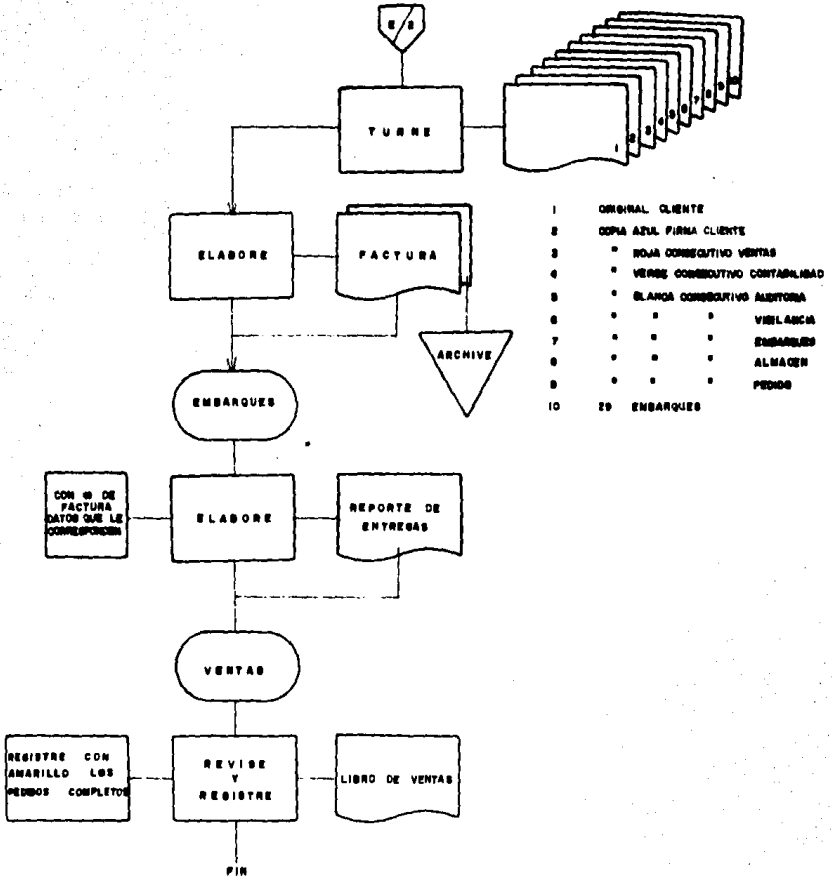 TURNE
1 2 3 4 5 6 7 8 9 10
ELABORE
FACTURA
ARCHIVE
1 ORIGINAL CLIENTE
2 COPIA AZUL FIRMA CLIENTE
3 " ROJA CONSECUTIVO VENTAS
4 " VERDE CONSECUTIVO CONTABILIDAD
5 " BLANCA CONSECUTIVO AUDITORIA
6 " " " VIGILANCIA
7 " " " EMBARQUES
8 " " " ALMACEN
9 " " " PEDIDO
10 29 EMBARQUES
EMBARQUES
CON # DE
FACTURA
DATOS QUE LE
CORRESPONDEN
ELABORE
REPORTE DE
ENTREGAS
VENTAS
REGISTRE CON
AMARILLO LOS
PEDIDOS COMPLETOS
REVISE
Y
REGISTRE
LIBRO DE VENTAS
FIN